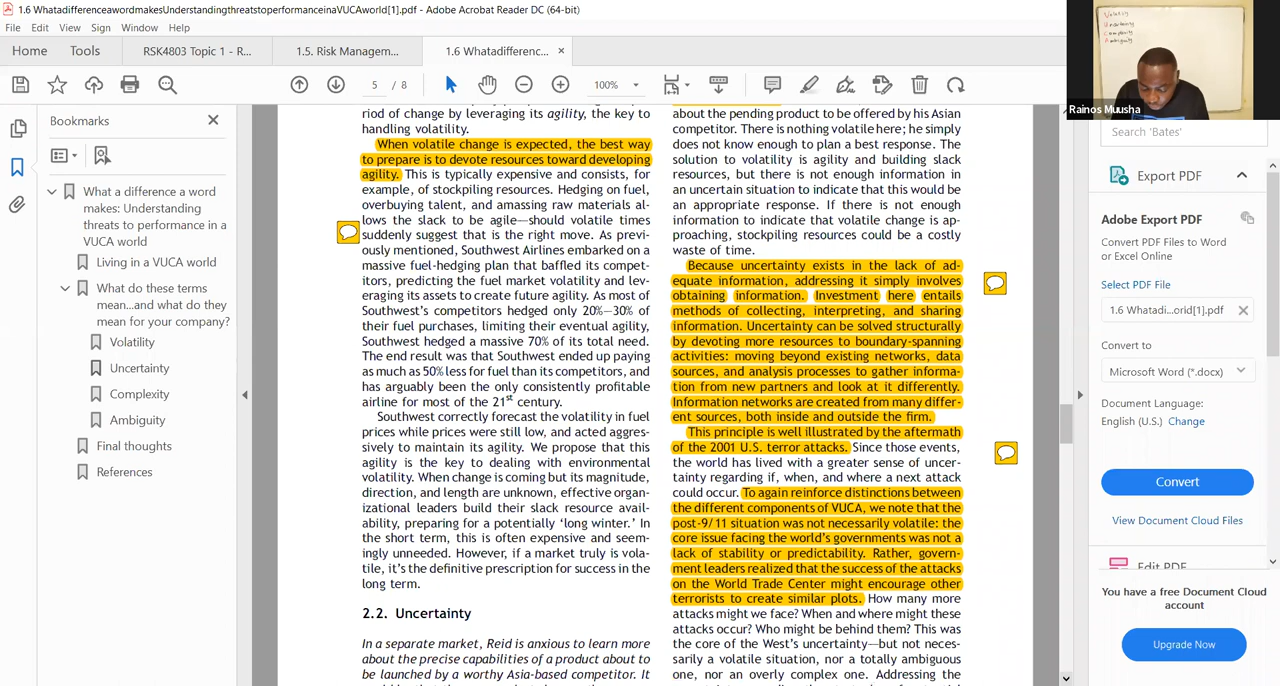 1.6 WhatadifferenceawordmakesUnderstandingthreatstoperformanceinaVUCAworld[1].pdf - Adobe Acrobat Reader DC (64-bit)
File Edit View Sign Window Help
Home Tools RSK4803 Topic 1 - R... 1.5. Risk Managem... 1.6 Whatadifferenc... ×
5 / 8 100%
Volatility
Uncertainty
Complexity
Ambiguity
Rainos Muusha
Bookmarks
What a difference a word
makes: Understanding
threats to performance in a
VUCA world
Living in a VUCA world
What do these terms
mean...and what do they
mean for your company?
Volatility
Uncertainty
Complexity
Ambiguity
Final thoughts
References
riod of change by leveraging its agility, the key to
handling volatility.
When volatile change is expected, the best way
to prepare is to devote resources toward developing
agility. This is typically expensive and consists, for
example, of stockpiling resources. Hedging on fuel,
overbuying talent, and amassing raw materials al-
lows the slack to be agile—should volatile times
suddenly suggest that is the right move. As previ-
ously mentioned, Southwest Airlines embarked on a
massive fuel-hedging plan that baffled its compet-
itors, predicting the fuel market volatility and lev-
eraging its assets to create future agility. As most of
Southwest's competitors hedged only 20%—30% of
their fuel purchases, limiting their eventual agility,
Southwest hedged a massive 70% of its total need.
The end result was that Southwest ended up paying
as much as 50% less for fuel than its competitors, and
has arguably been the only consistently profitable
airline for most of the 21st century.
Southwest correctly forecast the volatility in fuel
prices while prices were still low, and acted aggres-
sively to maintain its agility. We propose that this
agility is the key to dealing with environmental
volatility. When change is coming but its magnitude,
direction, and length are unknown, effective organ-
izational leaders build their slack resource avail-
ability, preparing for a potentially 'long winter.' In
the short term, this is often expensive and seem-
ingly unneeded. However, if a market truly is vola-
tile, it's the definitive prescription for success in the
long term.
2.2. Uncertainty
In a separate market, Reid is anxious to learn more
about the precise capabilities of a product about to
be launched by a worthy Asia-based competitor. It
about the pending product to be offered by his Asian
competitor. There is nothing volatile here; he simply
does not know enough to plan a best response. The
solution to volatility is agility and building slack
resources, but there is not enough information in
an uncertain situation to indicate that this would be
an appropriate response. If there is not enough
information to indicate that volatile change is ap-
proaching, stockpiling resources could be a costly
waste of time.
Because uncertainty exists in the lack of ad-
equate information, addressing it simply involves
obtaining information. Investment here entails
methods of collecting, interpreting, and sharing
information. Uncertainty can be solved structurally
by devoting more resources to boundary-spanning
activities: moving beyond existing networks, data
sources, and analysis processes to gather informa-
tion from new partners and look at it differently.
Information networks are created from many differ-
ent sources, both inside and outside the firm.
This principle is well illustrated by the aftermath
of the 2001 U.S. terror attacks. Since those events,
the world has lived with a greater sense of uncer-
tainty regarding if, when, and where a next attack
could occur. To again reinforce distinctions between
the different components of VUCA, we note that the
post-9/11 situation was not necessarily volatile: the
core issue facing the world's governments was not a
lack of stability or predictability. Rather, govern-
ment leaders realized that the success of the attacks
on the World Trade Center might encourage other
terrorists to create similar plots. How many more
attacks might we face? When and where might these
attacks occur? Who might be behind them? This was
the core of the West's uncertainty—but not neces-
sarily a volatile situation, nor a totally ambiguous
one, nor an overly complex one. Addressing the
Search 'Bates'
Export PDF
Adobe Export PDF
Convert PDF Files to Word
or Excel Online
Select PDF File
1.6 Whatadi...orld[1].pdf
Convert to
Microsoft Word (*.docx)
Document Language:
English (U.S.) Change
Convert
View Document Cloud Files
Edit PDF
You have a free Document Cloud
account
Upgrade Now